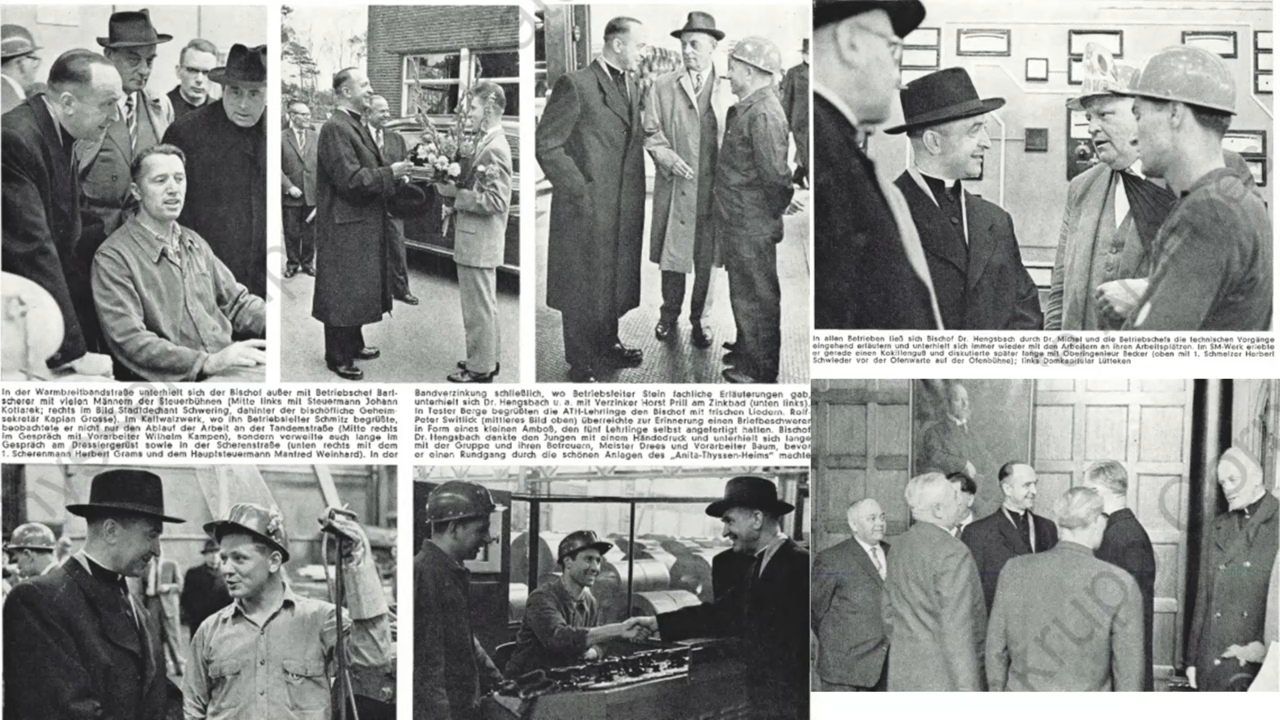 In der Warmbreitbandstraße unterhielt sich der Bischof außer mit Betriebschef Bart-
scherer mit vielen Männern der Steuerbühnen (Mitte links mit Steuermann Johann
Kotlarek; rechts im Bild Stadtdechant Schwering, dahinter der bischöfliche Geheim-
sekretär Kaplan Grosse). Im Kaltwalzwerk, wo ihn Betriebsleiter Schmitz begrüßte,
beobachtete er nicht nur den Ablauf der Arbeit an der Tandemstraße (Mitte rechts
im Gespräch mit Vorarbeiter Wilhelm Kampen), sondern verweilte auch lange im
Gespräch am Dressiergerüst sowie in der Scherenstraße (unten rechts mit dem
1. Scherenmann Herbert Grams und dem Hauptsteuermann Manfred Weinhard). In der
Bandverzinkung schließlich, wo Betriebsleiter Stein fachliche Erläuterungen gab,
unterhielt sich Dr. Hengsbach u. a. mit Verzinker Horst Prill am Zinkbad (unten links).
In Toster Berge begrüßten die ATH-Lehrlinge den Bischof mit frischen Liedern. Rolf-
Peter Switlick (mittleres Bild oben) überreichte zur Erinnerung einen Briefbeschwerer
in Form eines kleinen Amboß, den fünf Lehrlinge selbst angefertigt hatten. Bischof
Dr. Hengsbach dankte den Jungen mit einem Händedruck und unterhielt sich lange
mit der Gruppe und ihren Betreuern, Meister Drees und Vorarbeiter Baum, bevor
er einen Rundgang durch die schönen Anlagen des „Anita-Thyssen-Heims" machte
In allen Betrieben ließ sich Bischof Dr. Hengsbach durch Dr. Michel und die Betriebschefs die technischen Vorgänge
eingehend erläutern und unterhielt sich immer wieder mit den Arbeitern an ihren Arbeitsplätzen. Im SM-Werk erlebte
er gerade einen Kokillenguß und diskutierte später lange mit Oberingenieur Becker (oben mit 1. Schmelzer Herbert
Schwieder vor der Ofenwarte auf der Ofenbühne); links Domkapitular Lütteken